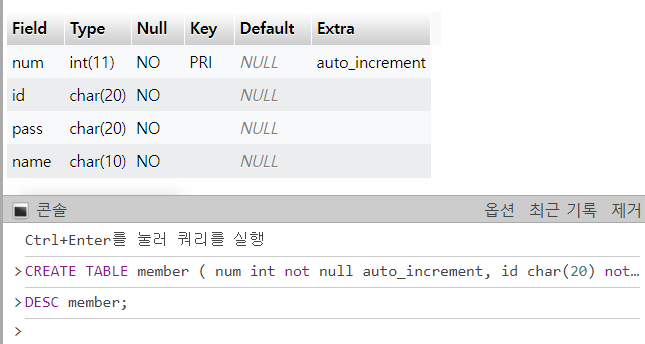 Field Type Null Key Default Extra
num int(11) NO PRI NULL auto_increment
id char(20) NO NULL
pass char(20) NO NULL
name char(10) NO NULL
콘솔 옵션 최근 기록 제거
Ctrl+Enter를 눌러 쿼리를 실행
>CREATE TABLE member ( num int not null auto_increment, id char(20) not…
>DESC member;
>